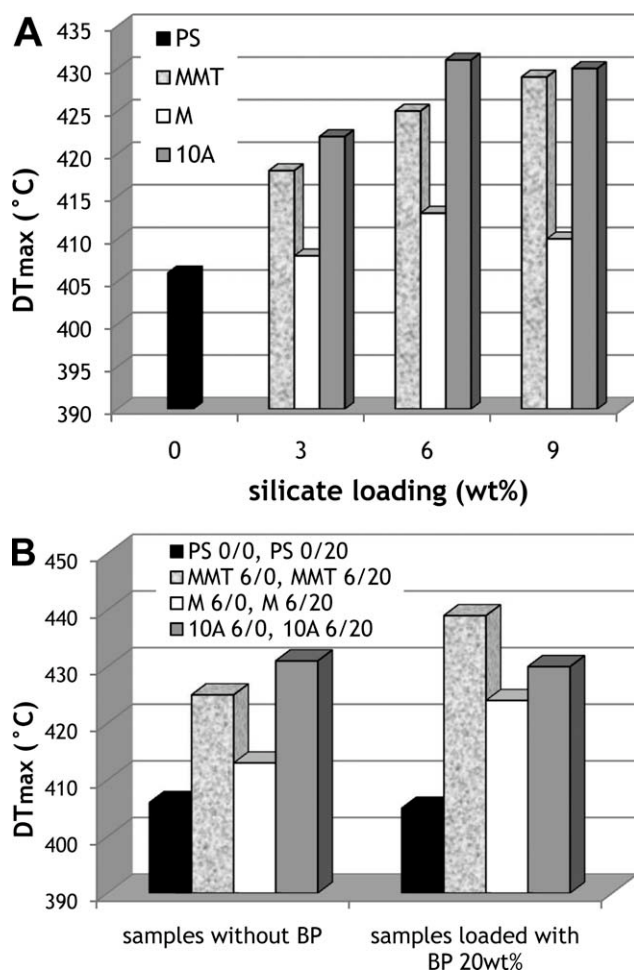 A
435
430
425
420
415
410
405
400
395
390
DTmax (°C)
PS
MMT
M
10A
0 3 6 9
silicate loading (wt%)
B
450
440
430
420
410
400
390
DTmax (°C)
PS 0/0, PS 0/20
MMT 6/0, MMT 6/20
M 6/0, M 6/20
10A 6/0, 10A 6/20
samples without BP
samples loaded with
BP 20wt%